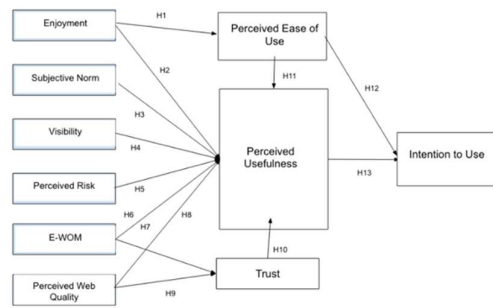 Enjoyment
H1
Perceived Ease of
Use
H2
H11
H12
Subjective Norm
H3
Visibility
H4
Perceived
Usefulness
Intention to Use
H13
Perceived Risk
H5
H6
H7
H8
E-WOM
H10
Trust
Perceived Web
Quality
H9